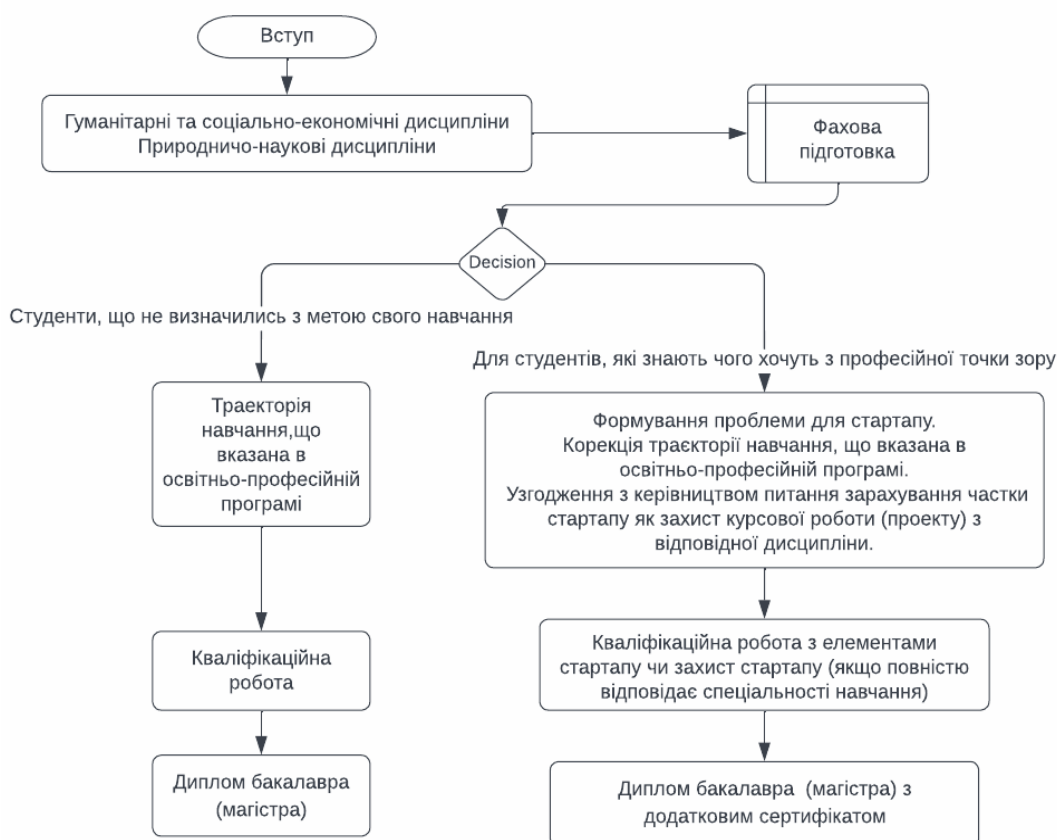 Вступ
Гуманітарні та соціально-економічні дисципліни
Природничо-наукові дисципліни
Фахова
підготовка
Decision
Студенти, що не визначились з метою свого навчання
Для студентів, які знають чого хочуть з професійної точки зору
Траекторія
навчання,що
вказана в
освітньо-професійній
програмі
Формування проблеми для стартапу.
Корекція траєкторії навчання, що вказана в
освітньо-професійній програмі.
Узгодження з керівництвом питання зарахування частки
стартапу як захист курсової роботи (проекту) з
відповідної дисципліни.
Кваліфікаційна
робота
Кваліфікаційна робота з елементами
стартапу чи захист стартапу (якщо повністю
відповідає спеціальності навчання)
Диплом бакалавра
(магістра)
Диплом бакалавра (магістра) з
додатковим сертифікатом